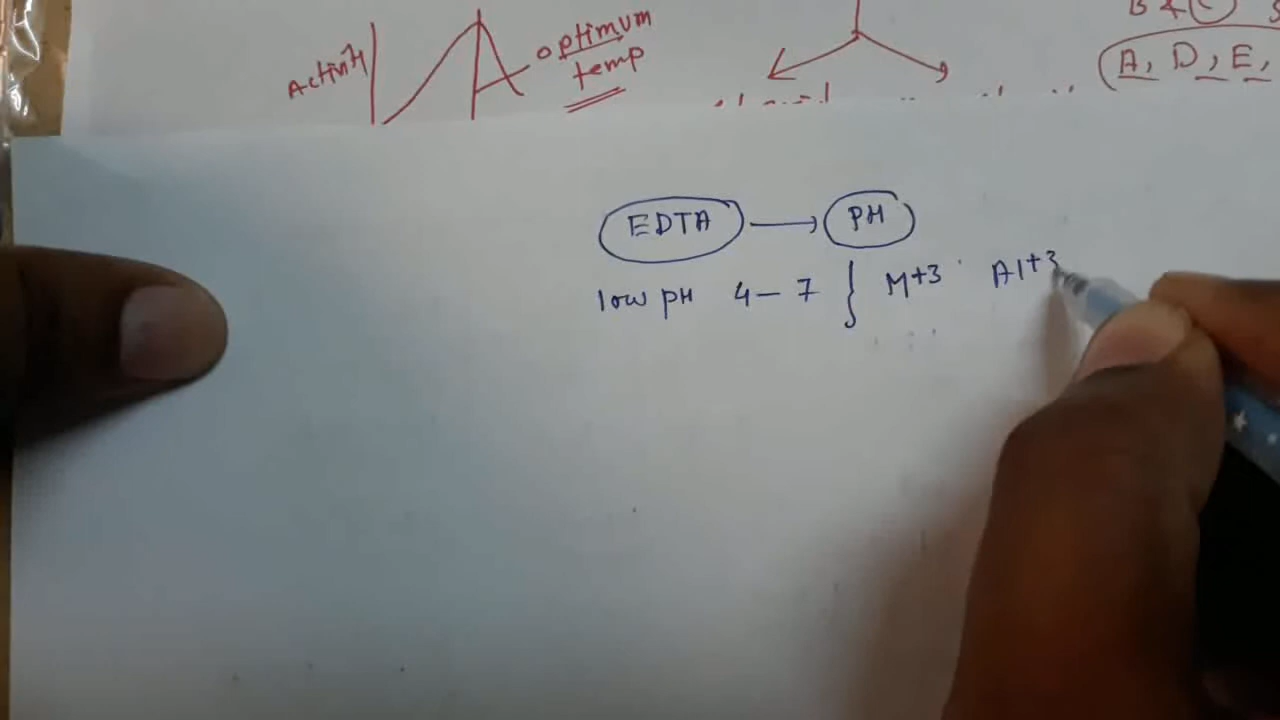 Activity
optimum
temp
A, D, E,
EDTA → PH
low pH 4 – 7 } M+3 Al+3